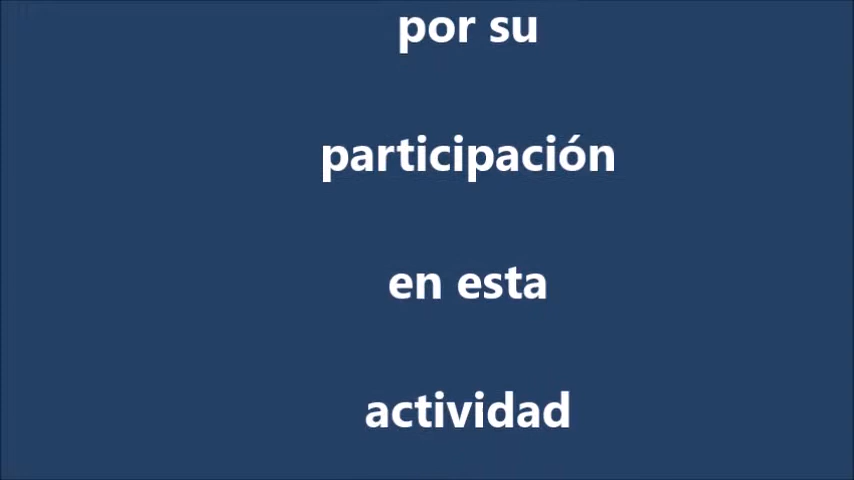 por su
participación
en esta
actividad